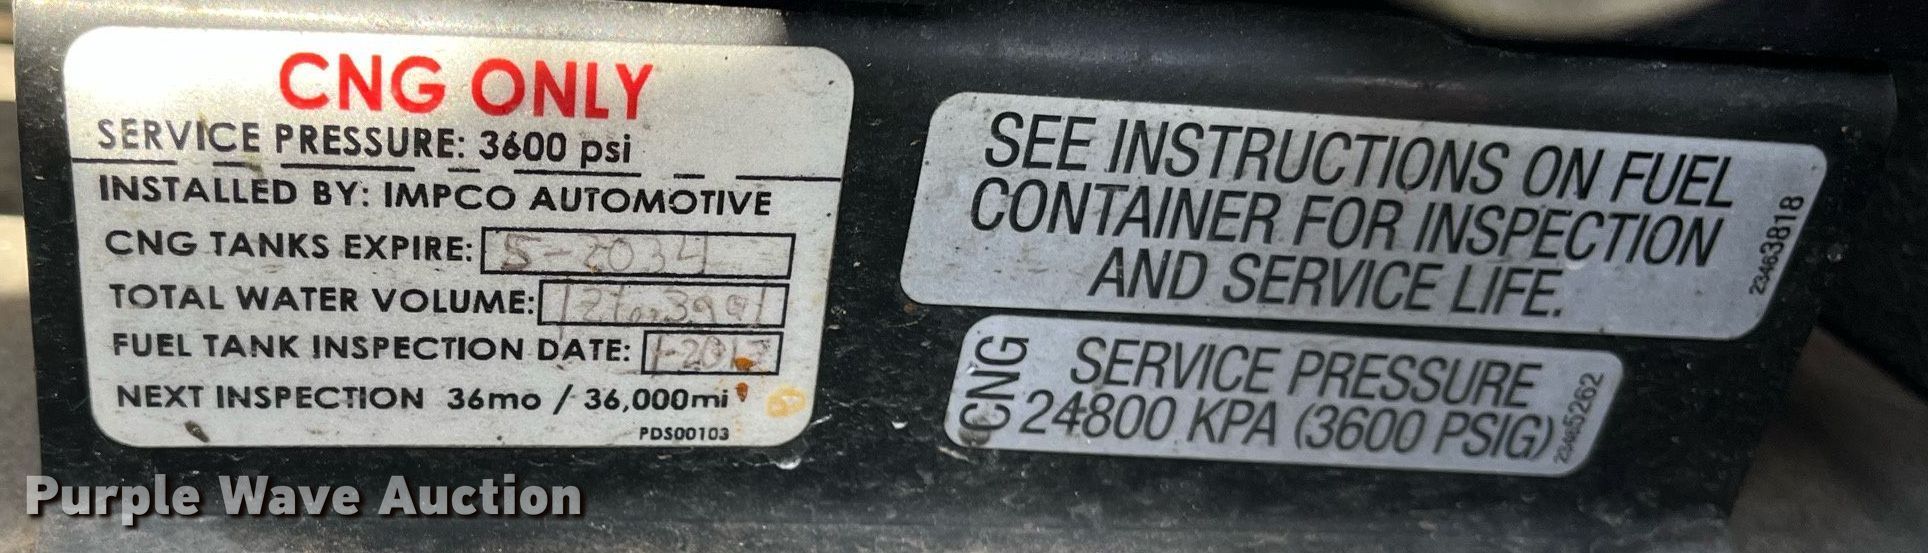 CNG ONLY
SERVICE PRESSURE: 3600 psi
INSTALLED BY: IMPCO AUTOMOTIVE
CNG TANKS EXPIRE: 5-2034
TOTAL WATER VOLUME:
FUEL TANK INSPECTION DATE:
NEXT INSPECTION 36mo / 36,000mi
PDS00103
SEE INSTRUCTIONS ON FUEL
CONTAINER FOR INSPECTION
AND SERVICE LIFE.
23463818
CNG
SERVICE PRESSURE
24800 KPA (3600 PSIG)
23465262
Purple Wave Auction